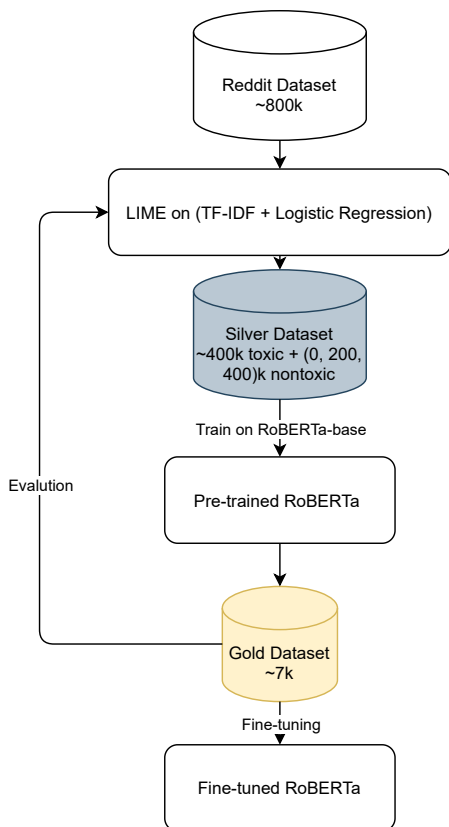 Reddit Dataset
~800k
LIME on (TF-IDF + Logistic Regression)
Silver Dataset
~400k toxic + (0, 200,
400)k nontoxic
Train on RoBERTa-base
Pre-trained RoBERTa
Evalution
Gold Dataset
~7k
Fine-tuning
Fine-tuned RoBERTa